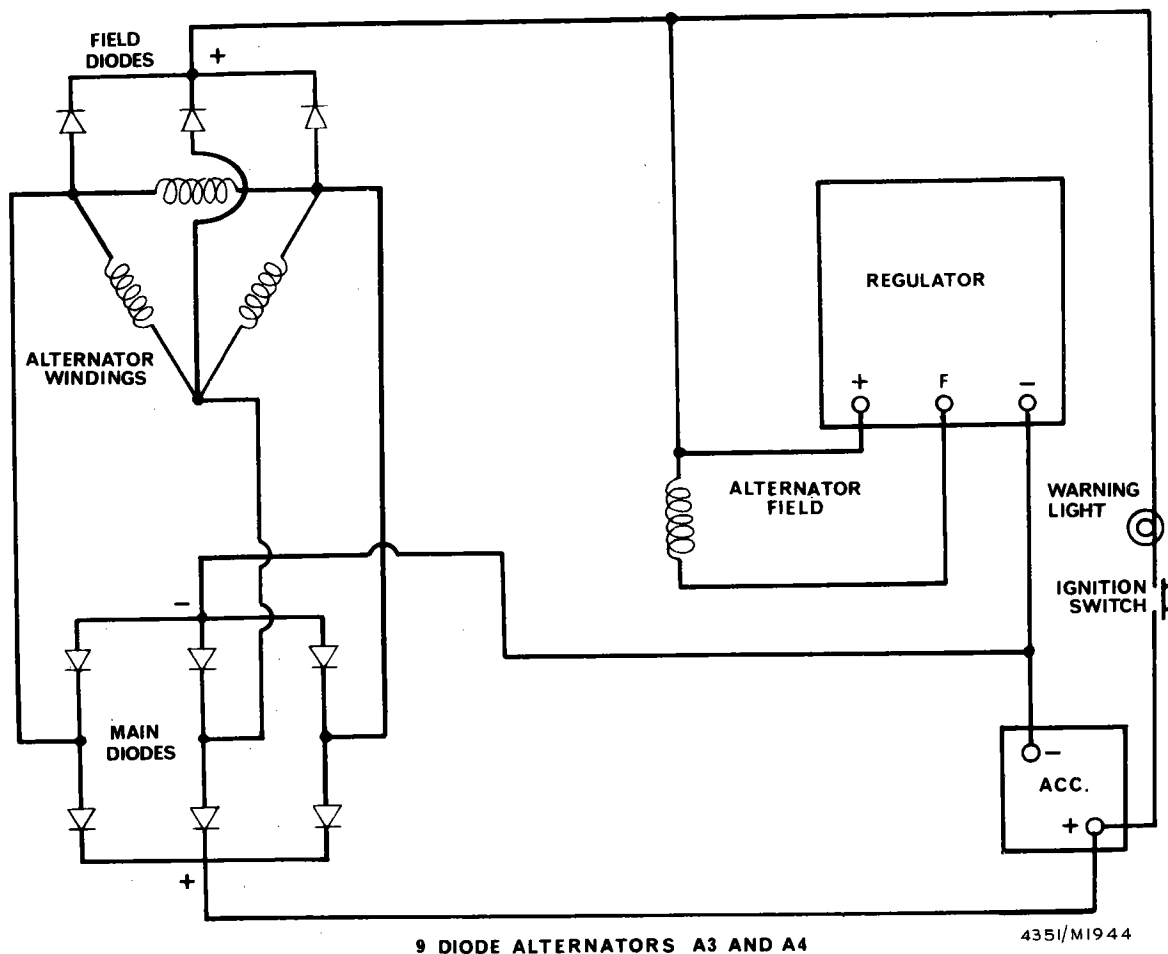 FIELD
DIODES
+
REGULATOR
+ F −
ALTERNATOR
WINDINGS
ALTERNATOR
FIELD
WARNING
LIGHT
IGNITION
SWITCH
−
MAIN
DIODES
−
ACC.
+
+
9 DIODE ALTERNATORS A3 AND A4
4351/M1944